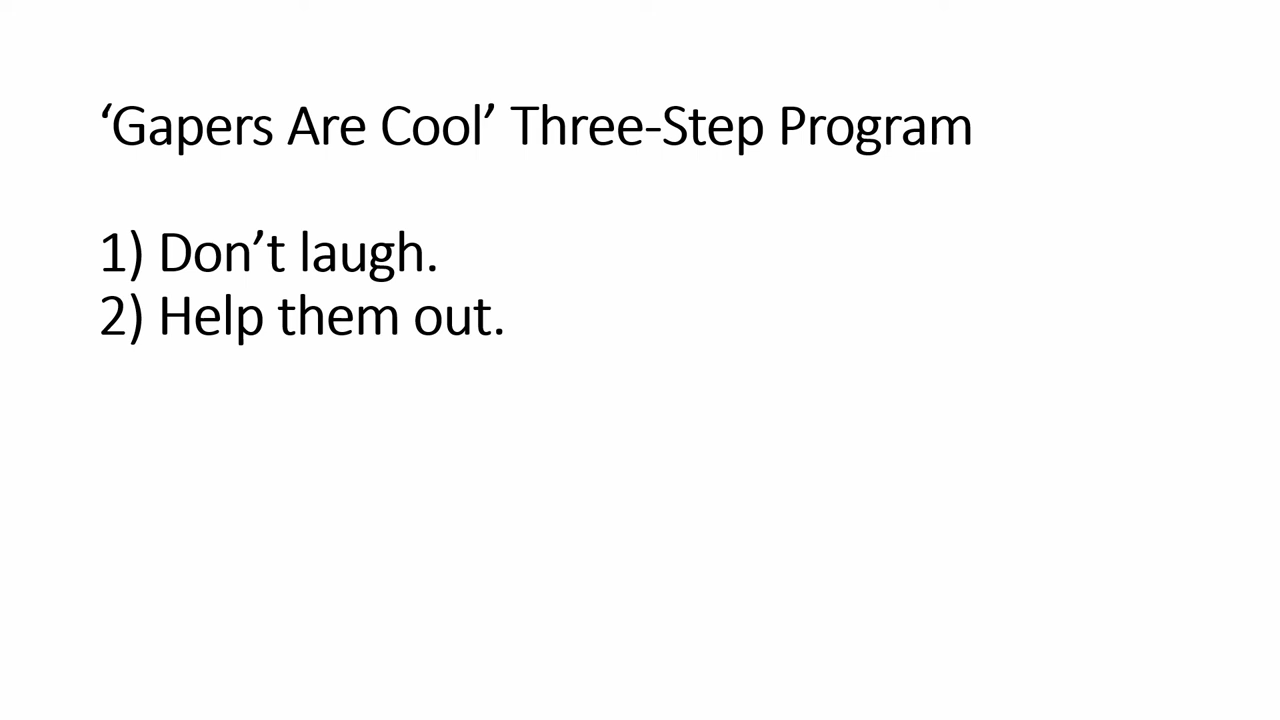 ‘Gapers Are Cool’ Three-Step Program
1) Don’t laugh.
2) Help them out.